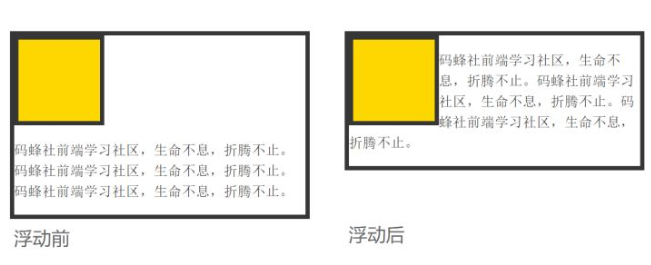 码蜂社前端学习社区，生命不息，折腾不止。
码蜂社前端学习社区，生命不息，折腾不止。
码蜂社前端学习社区，生命不息，折腾不止。
浮动前
码蜂社前端学习社区，生命不
息，折腾不止。码蜂社前端学习
社区，生命不息，折腾不止。码
蜂社前端学习社区，生命不息，
折腾不止。
浮动后